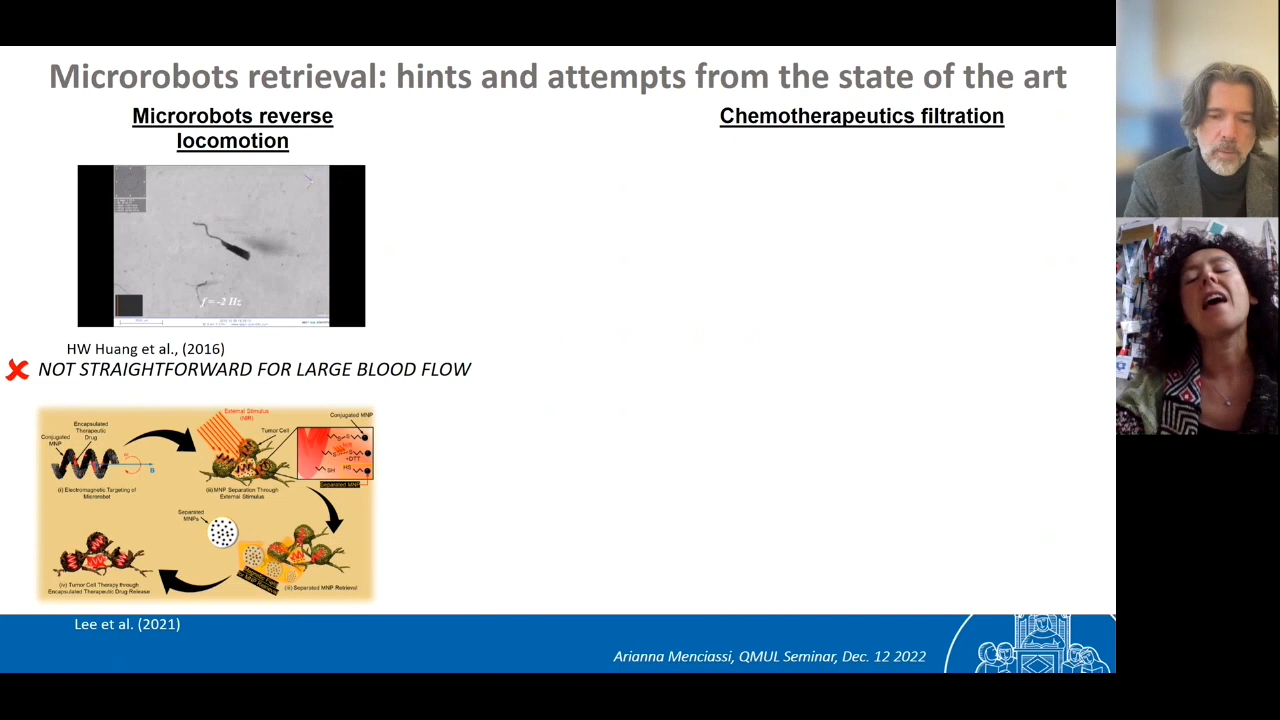 Microrobots retrieval: hints and attempts from the state of the art
Microrobots reverse
locomotion
f = -2 Hz
HW Huang et al., (2016)
NOT STRAIGHTFORWARD FOR LARGE BLOOD FLOW
Conjugated
MNP
Encapsulated
Therapeutic
Drug
B
(i) Electromagnetic Targeting of
Microrobot
External Stimulus
(NIR)
Tumor Cell
Conjugated MNP
+DTT
SH
HS
Separated MNP
(ii) MNP Separation Through
External Stimulus
Separated
MNPs
(iii) Separated MNP Retrieval
(iv) Tumor Cell Therapy through
Encapsulated Therapeutic Drug Release
Lee et al. (2021)
Chemotherapeutics filtration
Arianna Menciassi, QMUL Seminar, Dec. 12 2022